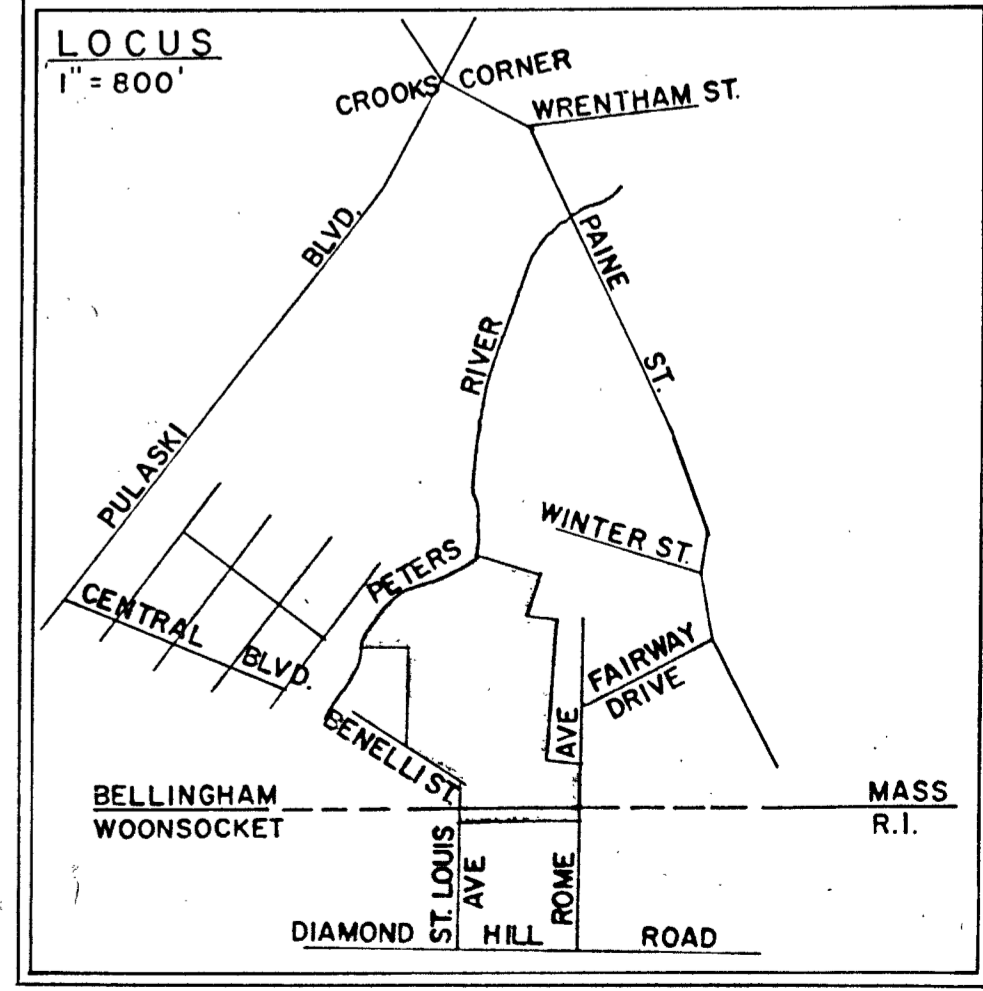 LOCUS
1" = 800'
CROOKS CORNER
WRENTHAM ST.
PULASKI BLVD.
PAINE ST.
PETERS RIVER
WINTER ST.
CENTRAL BLVD.
FAIRWAY DRIVE
BENELLI ST.
ROME AVE
ST. LOUIS AVE
BELLINGHAM
WOONSOCKET
MASS
R.I.
DIAMOND HILL ROAD